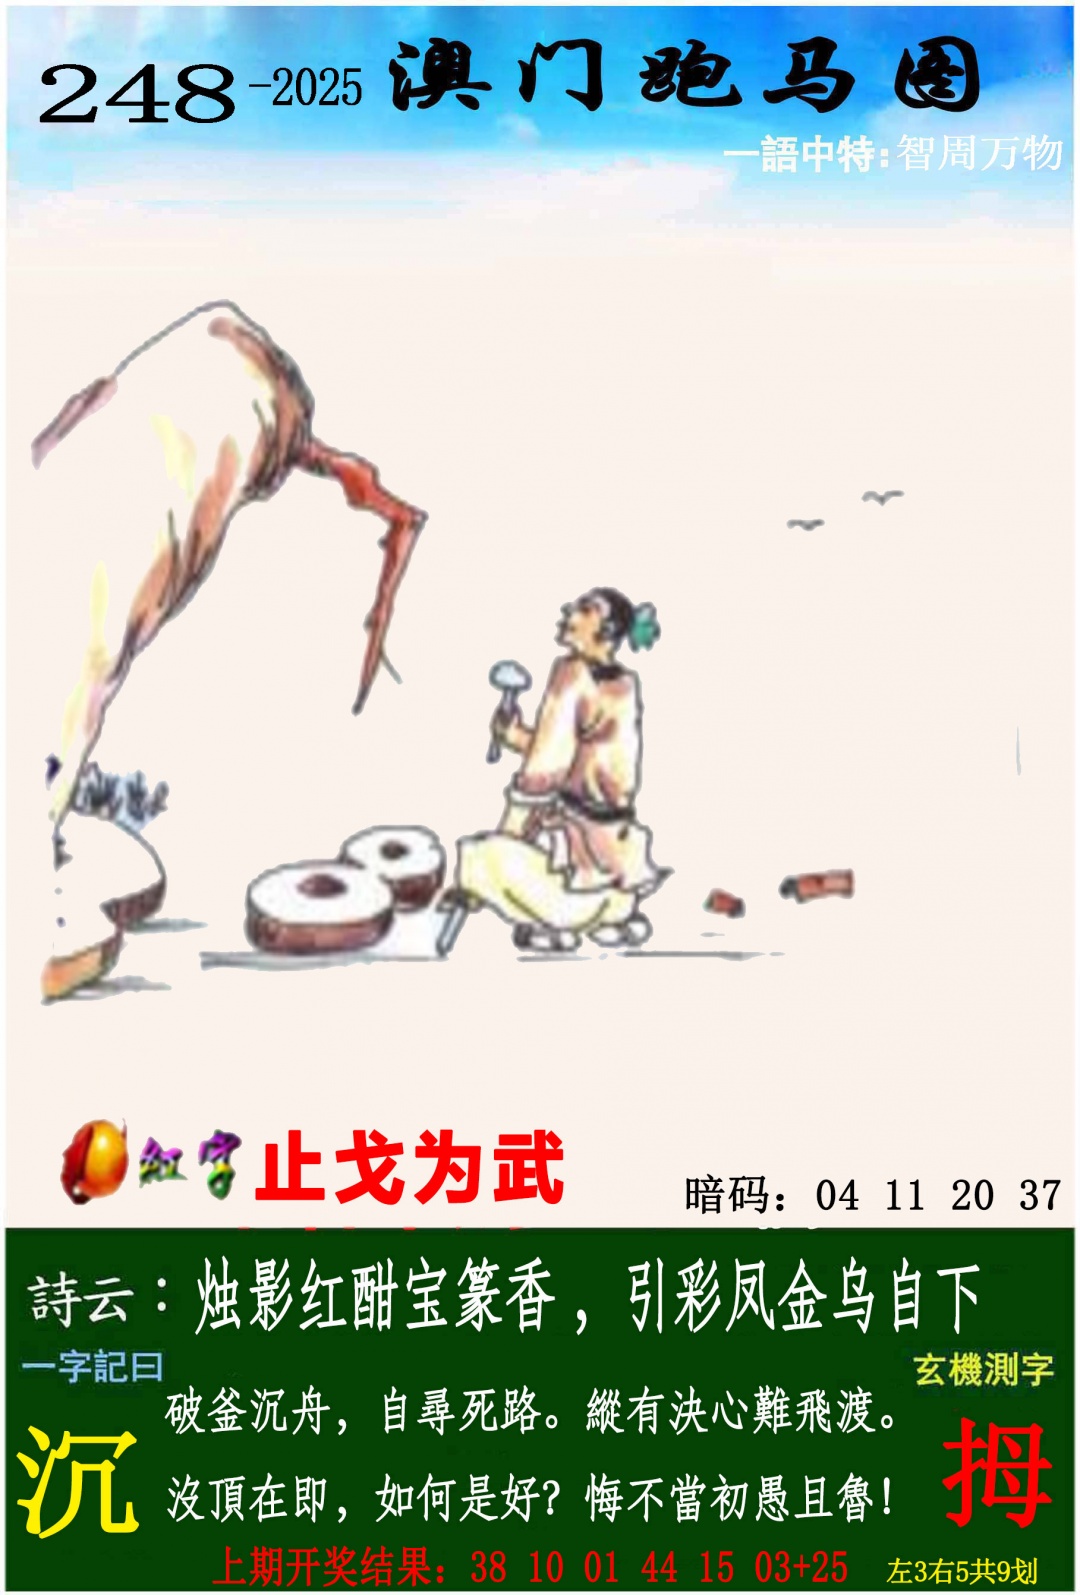 248-2025 澳门跑马图
一語中特:智周万物
红字 止戈为武
暗码：04 11 20 37
詩云：烛影红酣宝篆香，引彩凤金乌自下
一字記曰
玄機測字
破釜沉舟，自尋死路。縱有決心難飛渡。
沉
拇
沒頂在即，如何是好？悔不當初愚且魯！
上期开奖结果：38 10 01 44 15 03+25
左3右5共9划